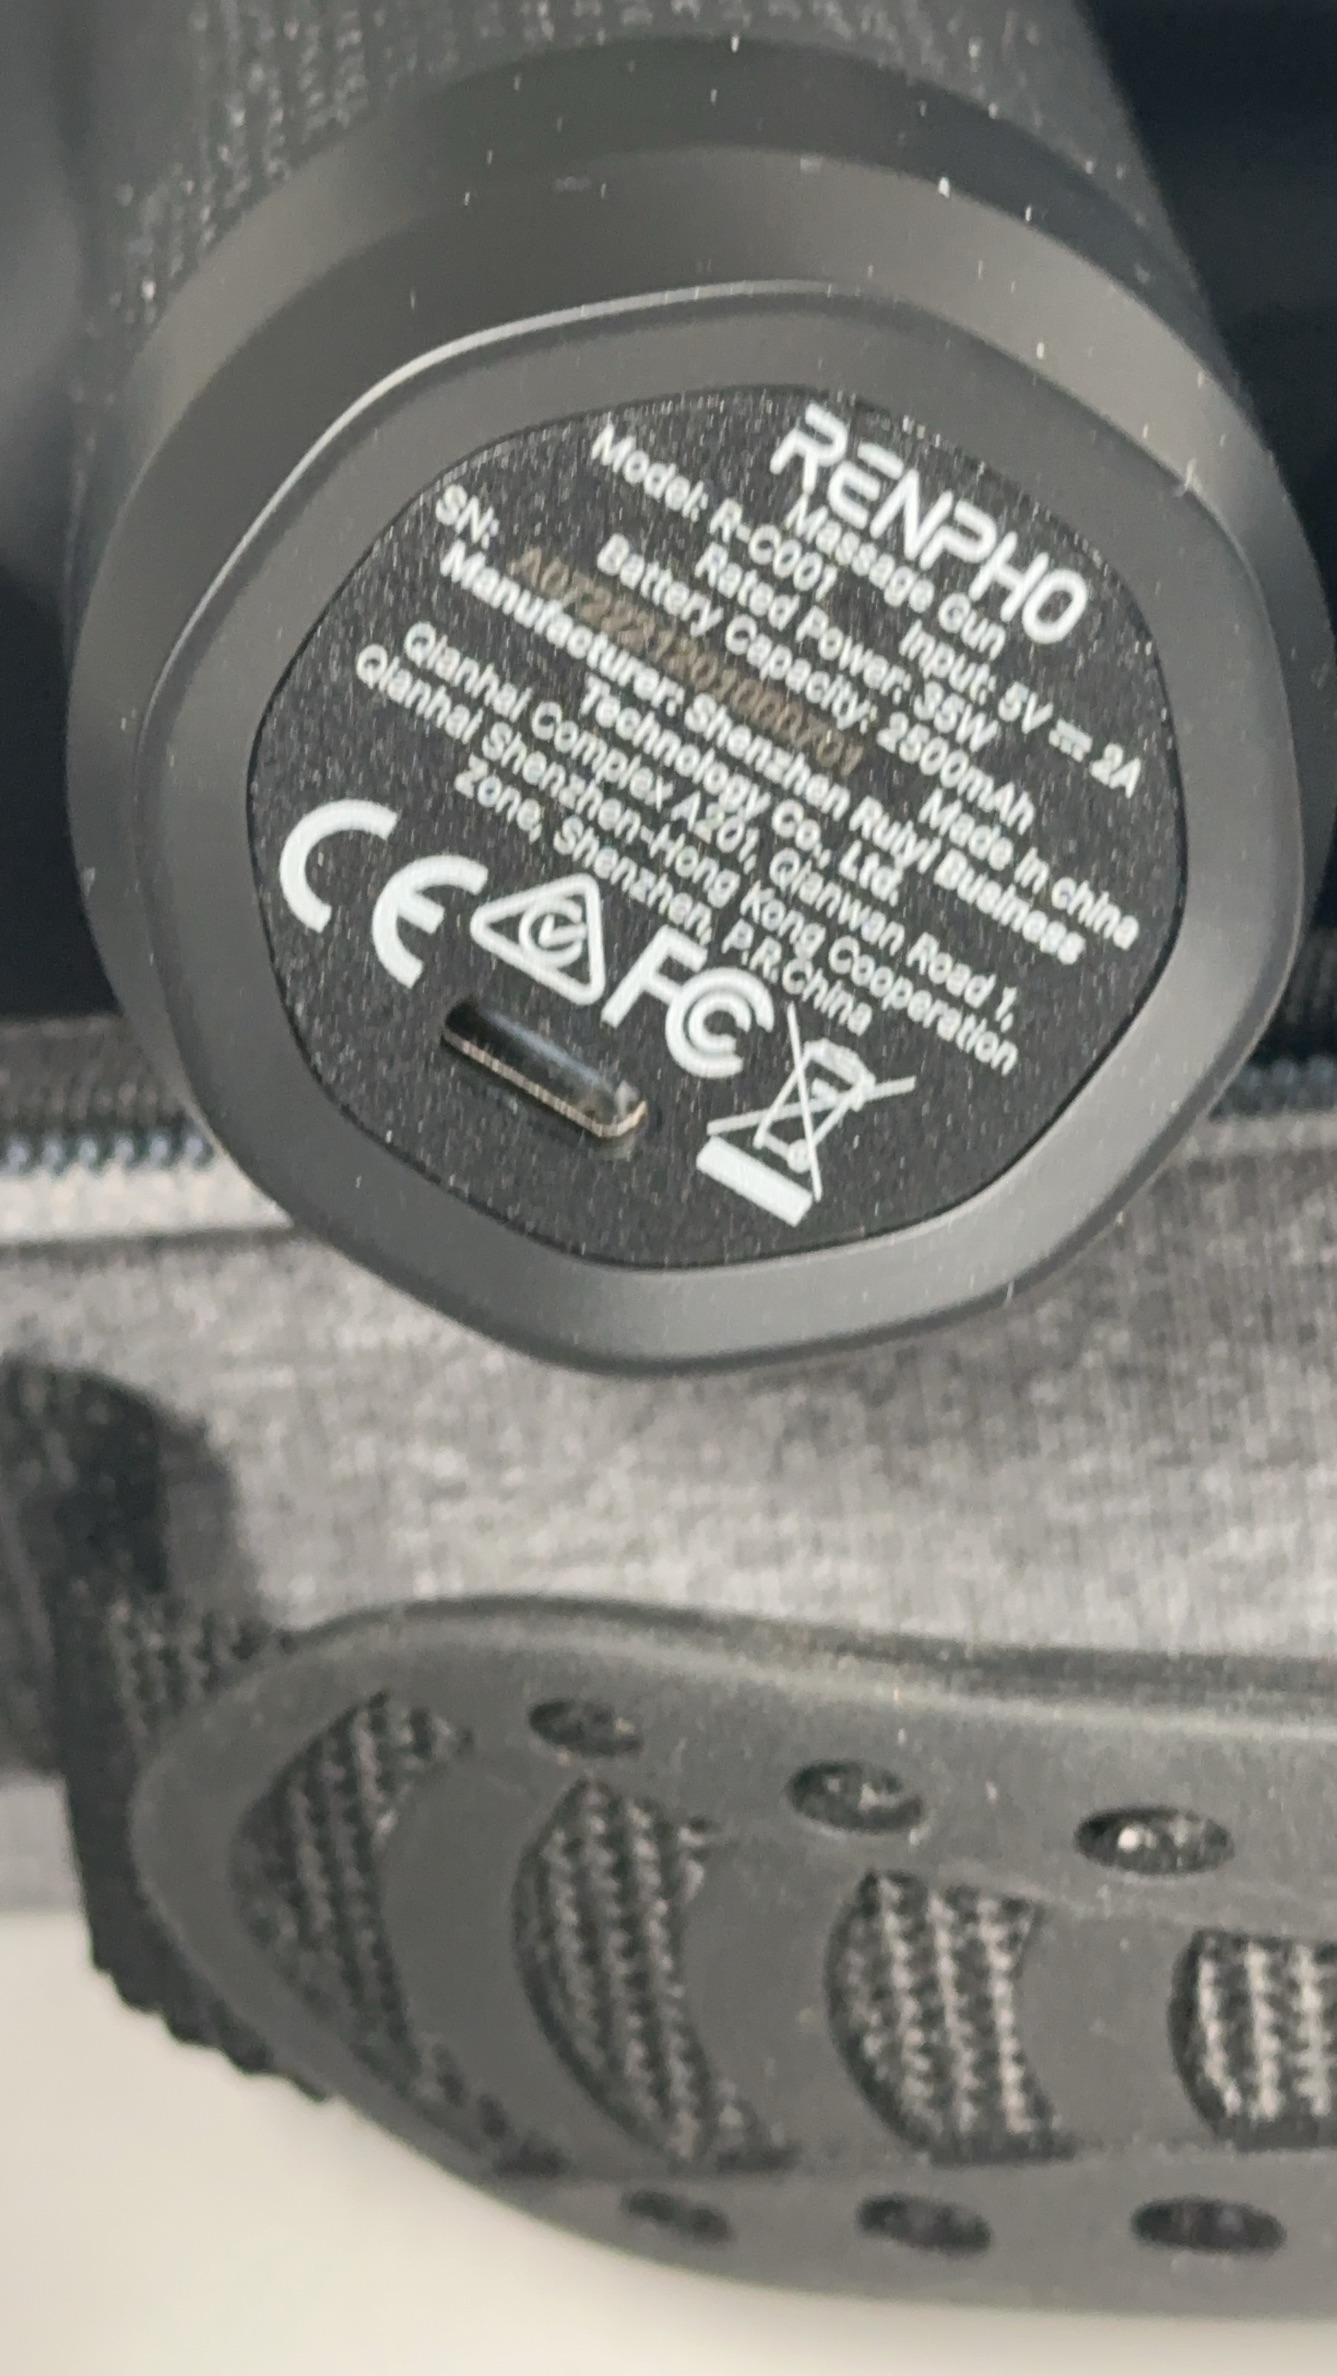 RENPHO
Massage Gun
Model: R-C001 Input: 5V ⎓ 2A
Rated Power: 35W
Battery Capacity: 2500mAh
SN: Made in china
Manufacturer: Shenzhen Ruiyi Business
Technology Co., Ltd.
Qianhai Complex A201, Qianwan Road 1,
Qianhai Shenzhen-Hong Kong Cooperation
Zone, Shenzhen, P.R.China
CE FC